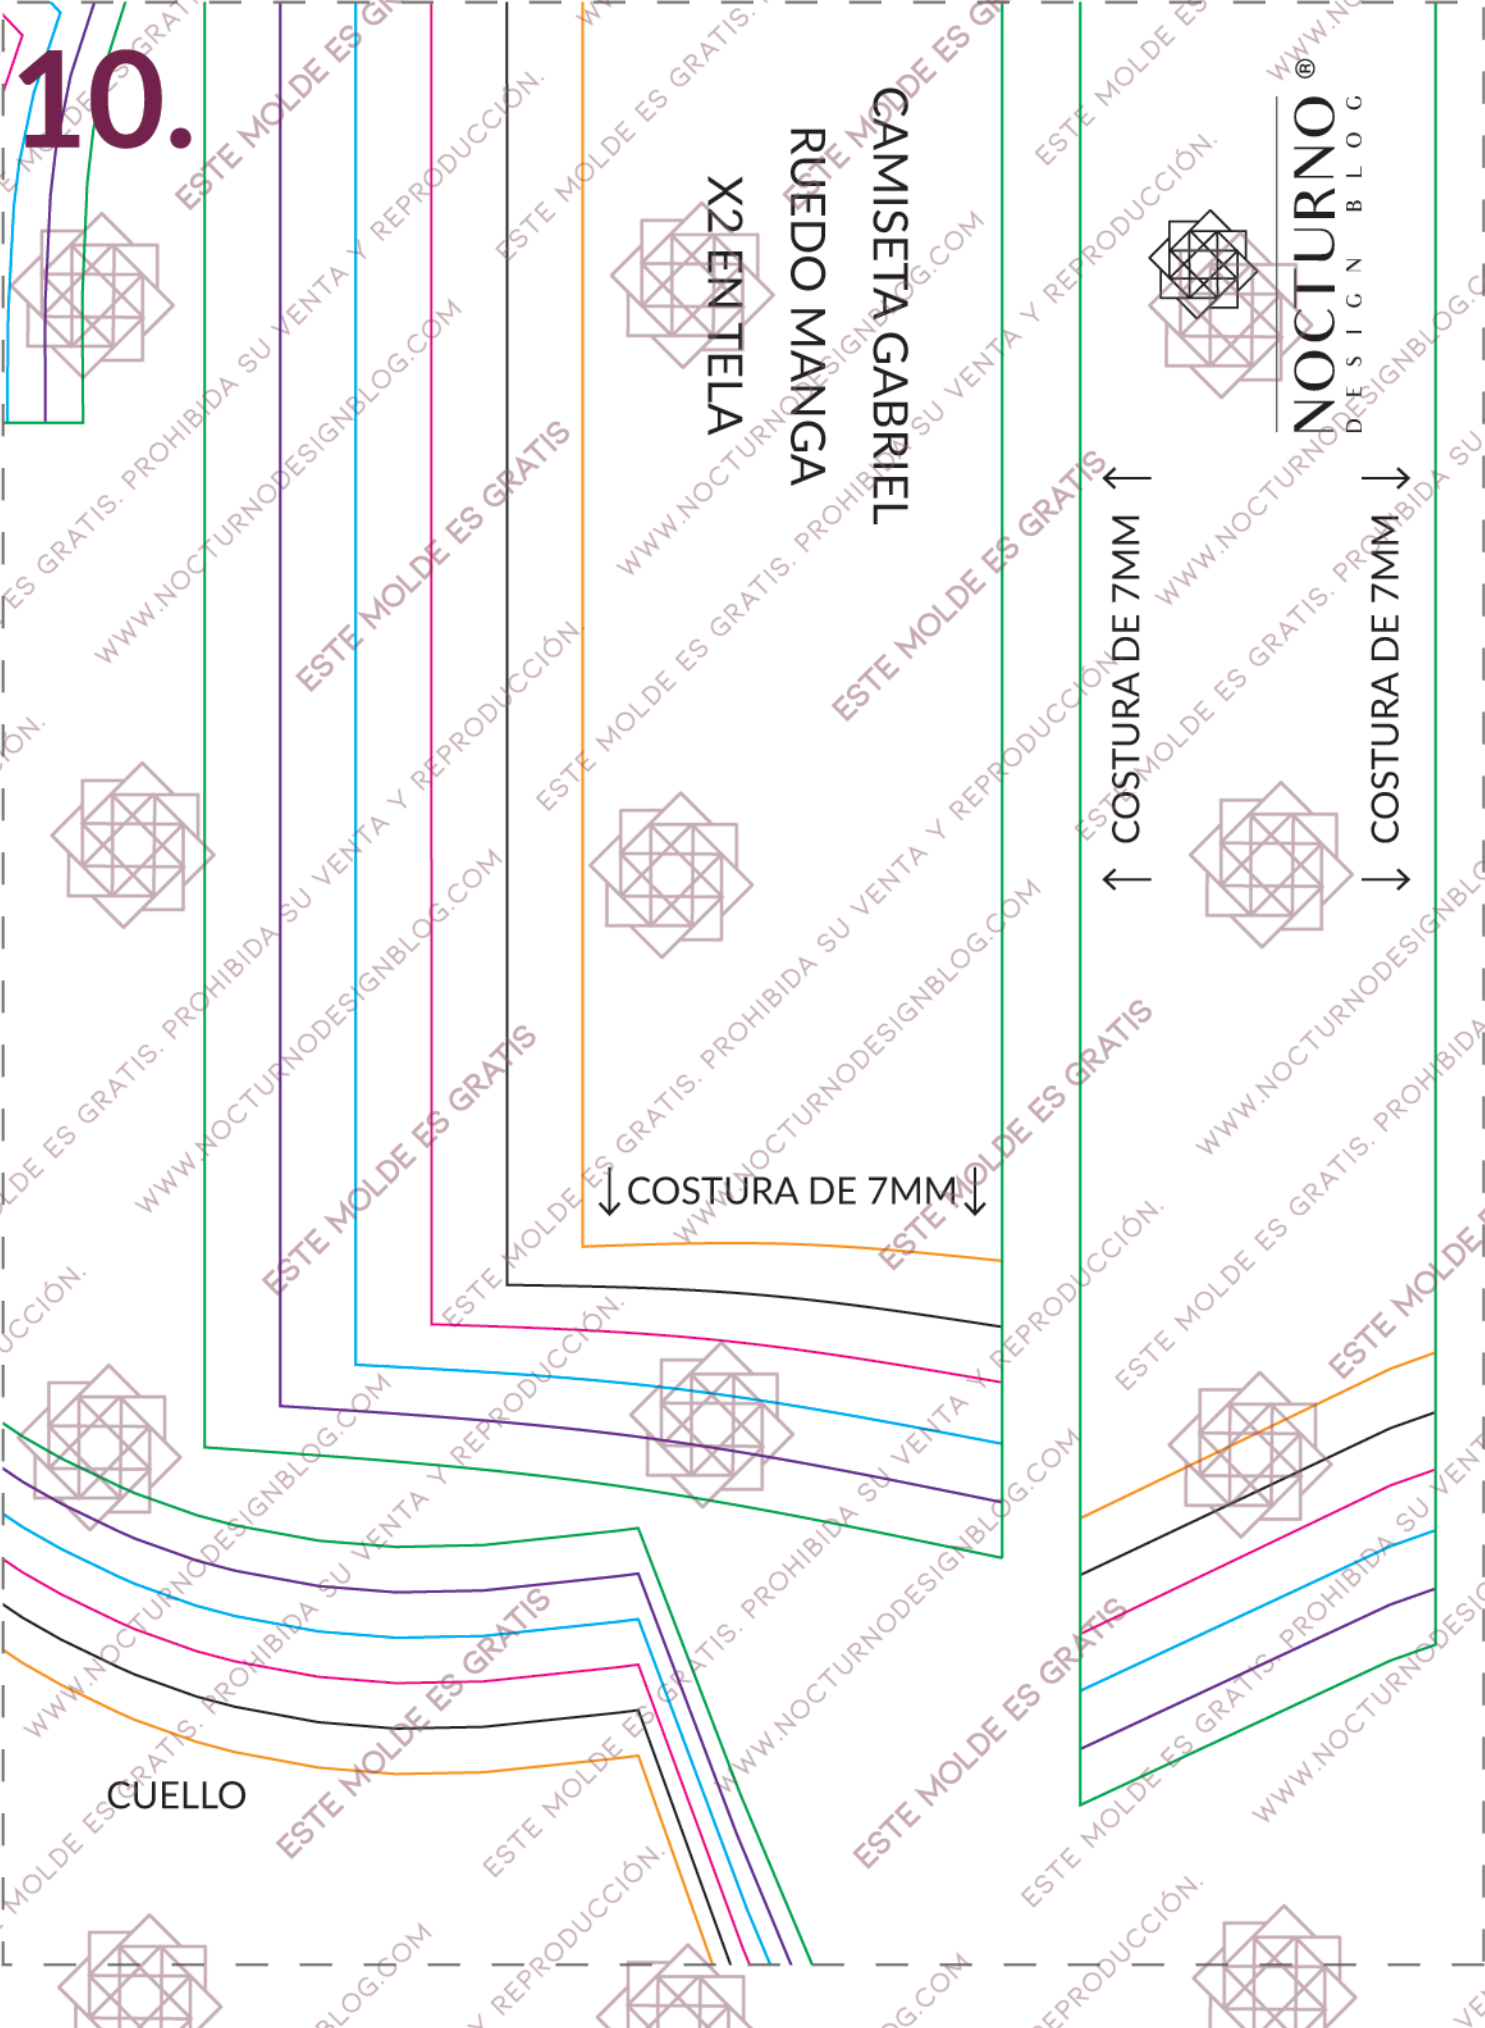 10.
CAMISETA GABRIEL
RUEDO MANGA
X2 EN TELA
NOCTURNO ®
DESIGN BLOG
COSTURA DE 7MM
COSTURA DE 7MM
COSTURA DE 7MM
CUELLO
ESTE MOLDE ES GRATIS
WWW.NOCTURNODESIGNBLOG.COM
ESTE MOLDE ES GRATIS. PROHIBIDA SU VENTA Y REPRODUCCIÓN.